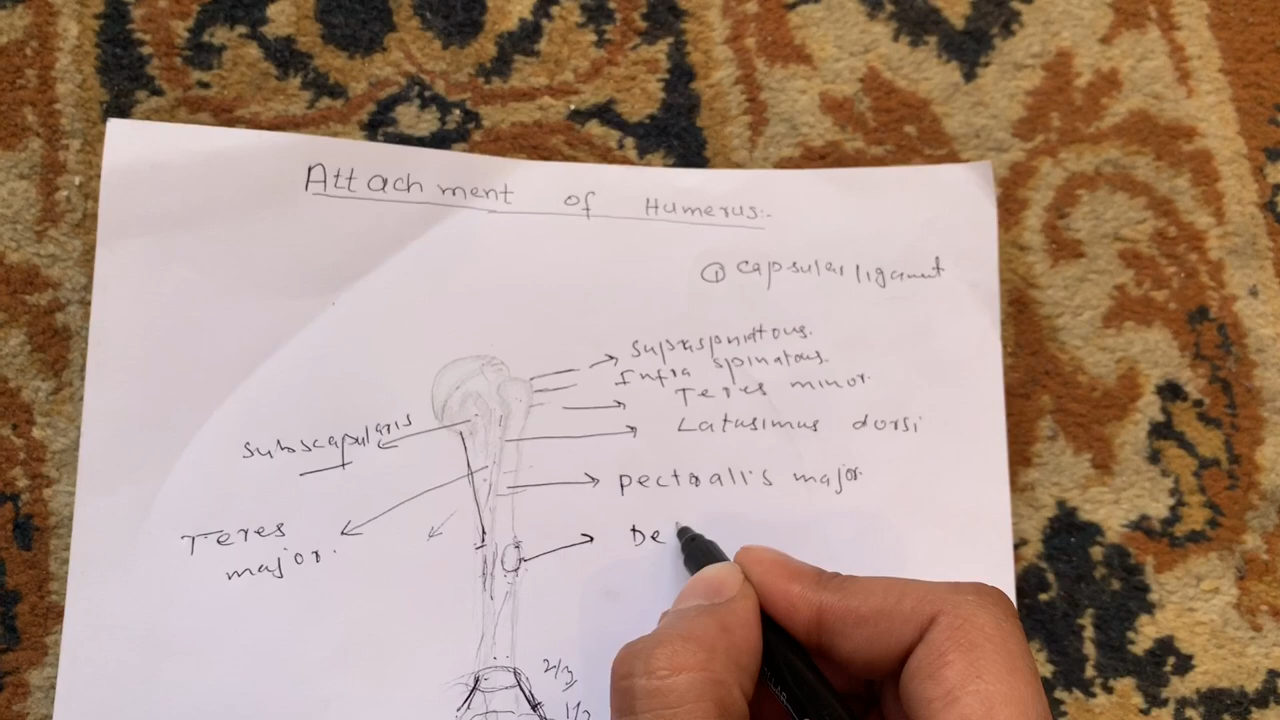 Attachment of Humerus:-
① capsular ligament
supraspinatous.
Infra spinatous.
Teres minor.
Latusimus dorsi
subscapularis
pectoralis major.
Teres
major.
De
2/3
1/3